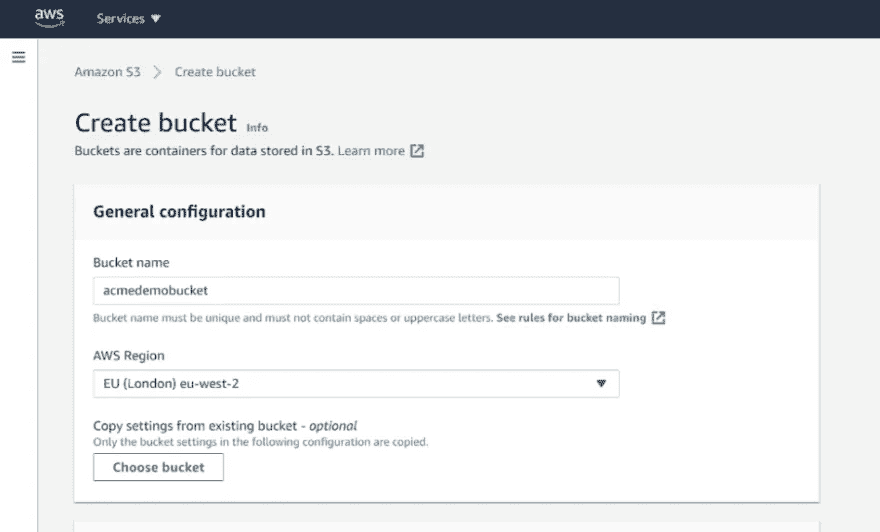 aws Services
Amazon S3 > Create bucket
Create bucket Info
Buckets are containers for data stored in S3. Learn more
General configuration
Bucket name
acmedemobucket
Bucket name must be unique and must not contain spaces or uppercase letters. See rules for bucket naming
AWS Region
EU (London) eu-west-2
Copy settings from existing bucket - optional
Only the bucket settings in the following configuration are copied.
Choose bucket